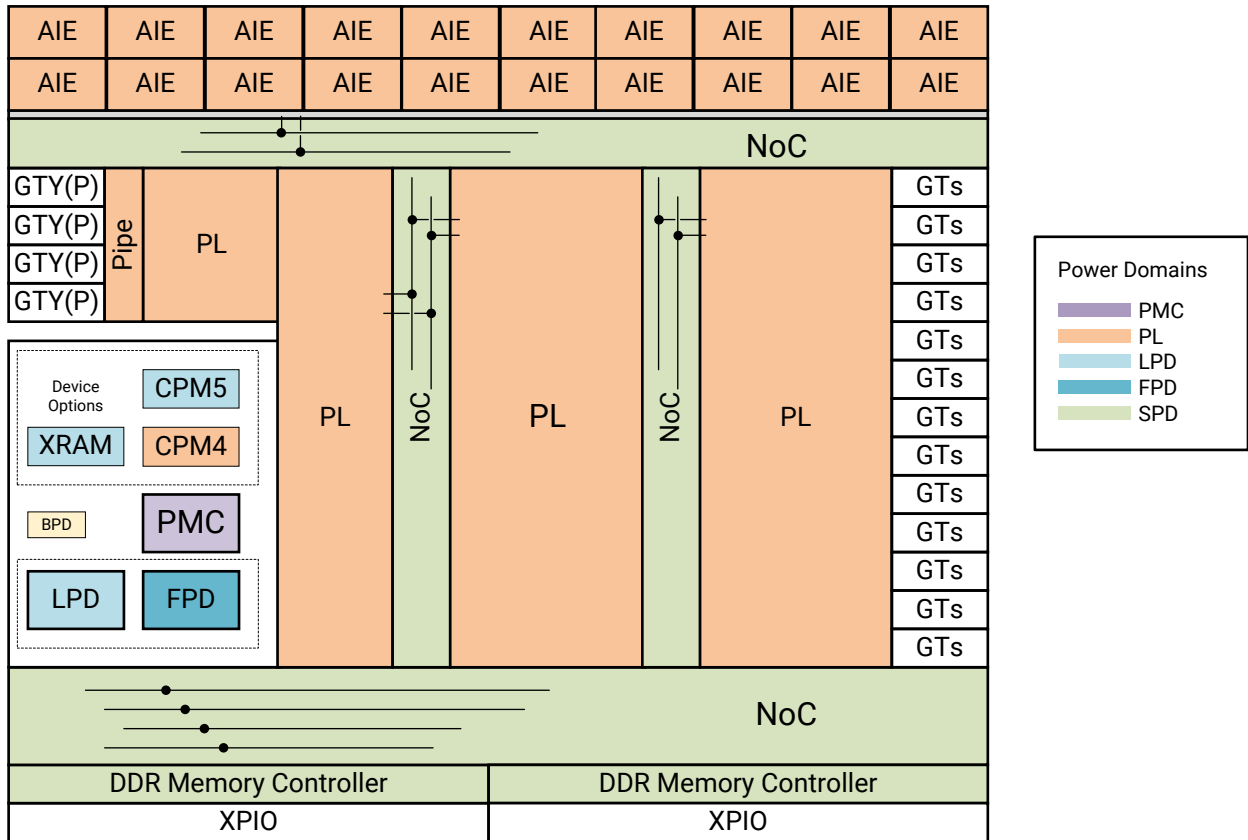 AIE AIE AIE AIE AIE AIE AIE AIE AIE AIE
AIE AIE AIE AIE AIE AIE AIE AIE AIE AIE
NoC
GTY(P)
GTY(P)
GTY(P)
GTY(P)
Pipe
PL
PL
NoC
PL
NoC
PL
GTs
GTs
GTs
GTs
GTs
GTs
GTs
GTs
GTs
GTs
GTs
GTs
GTs
Device
Options
CPM5
XRAM
CPM4
BPD
PMC
LPD
FPD
NoC
DDR Memory Controller
DDR Memory Controller
XPIO
XPIO
Power Domains
PMC
PL
LPD
FPD
SPD